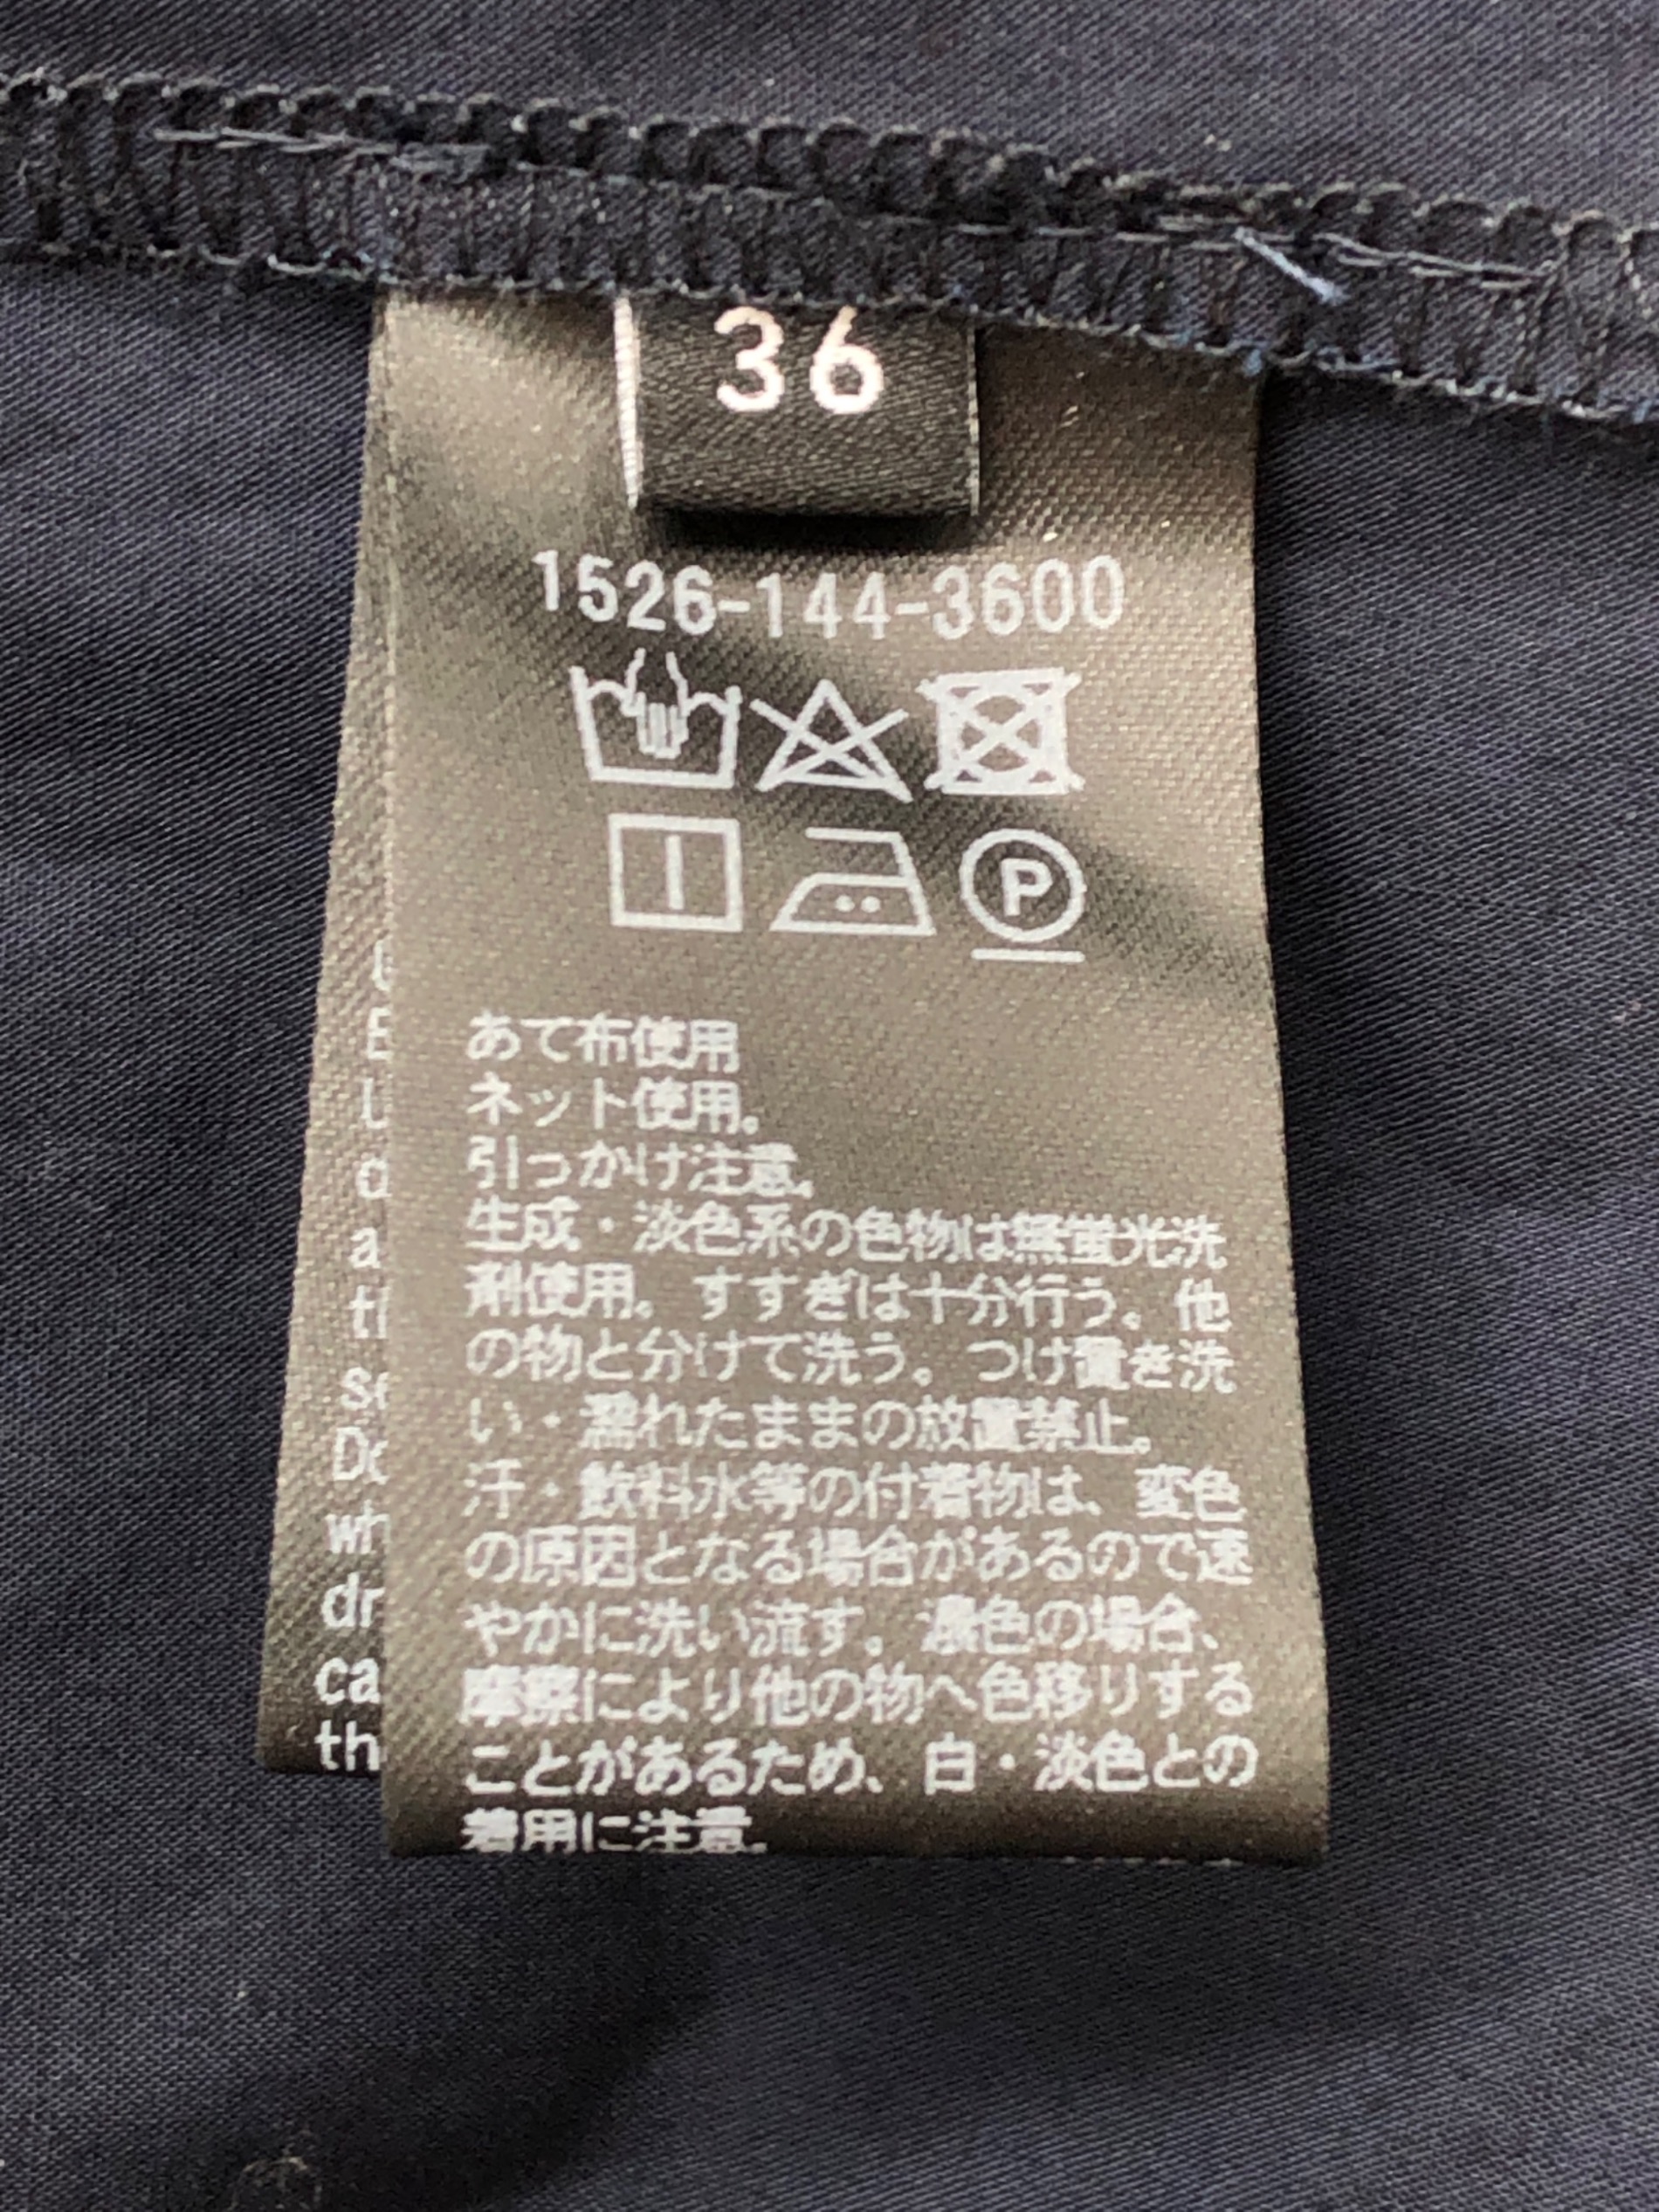 36
1526-144-3600
P
あて布使用
ネット使用。
引っかけ注意。
生成・淡色系の色物は無蛍光洗
剤使用。すすぎは十分行う。他
の物と分けて洗う。つけ置き洗
い・濡れたままの放置禁止。
汗・飲料水等の付着物は、変色
の原因となる場合があるので速
やかに洗い流す。濃色の場合、
摩擦により他の物へ色移りする
ことがあるため、白・淡色との
着用に注意。